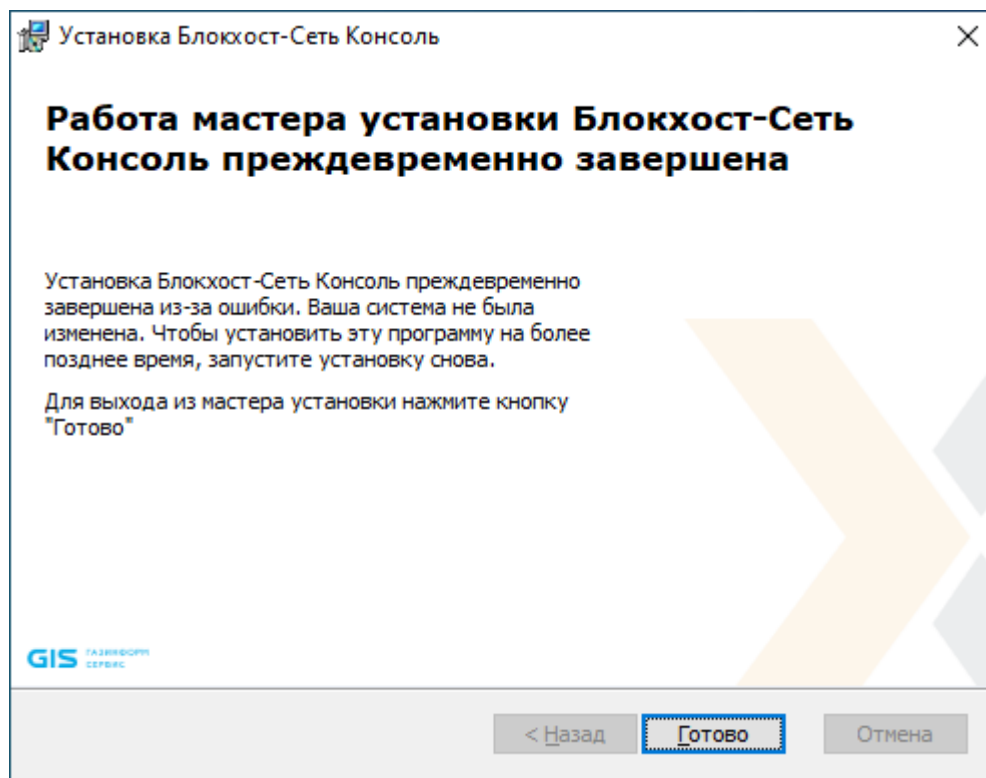 Установка Блокхост-Сеть Консоль
Работа мастера установки Блокхост-Сеть
Консоль преждевременно завершена
Установка Блокхост-Сеть Консоль преждевременно
завершена из-за ошибки. Ваша система не была
изменена. Чтобы установить эту программу на более
позднее время, запустите установку снова.
Для выхода из мастера установки нажмите кнопку
"Готово"
GIS ГАЗИНФОРМ
СЕРВИС
< Назад Готово Отмена